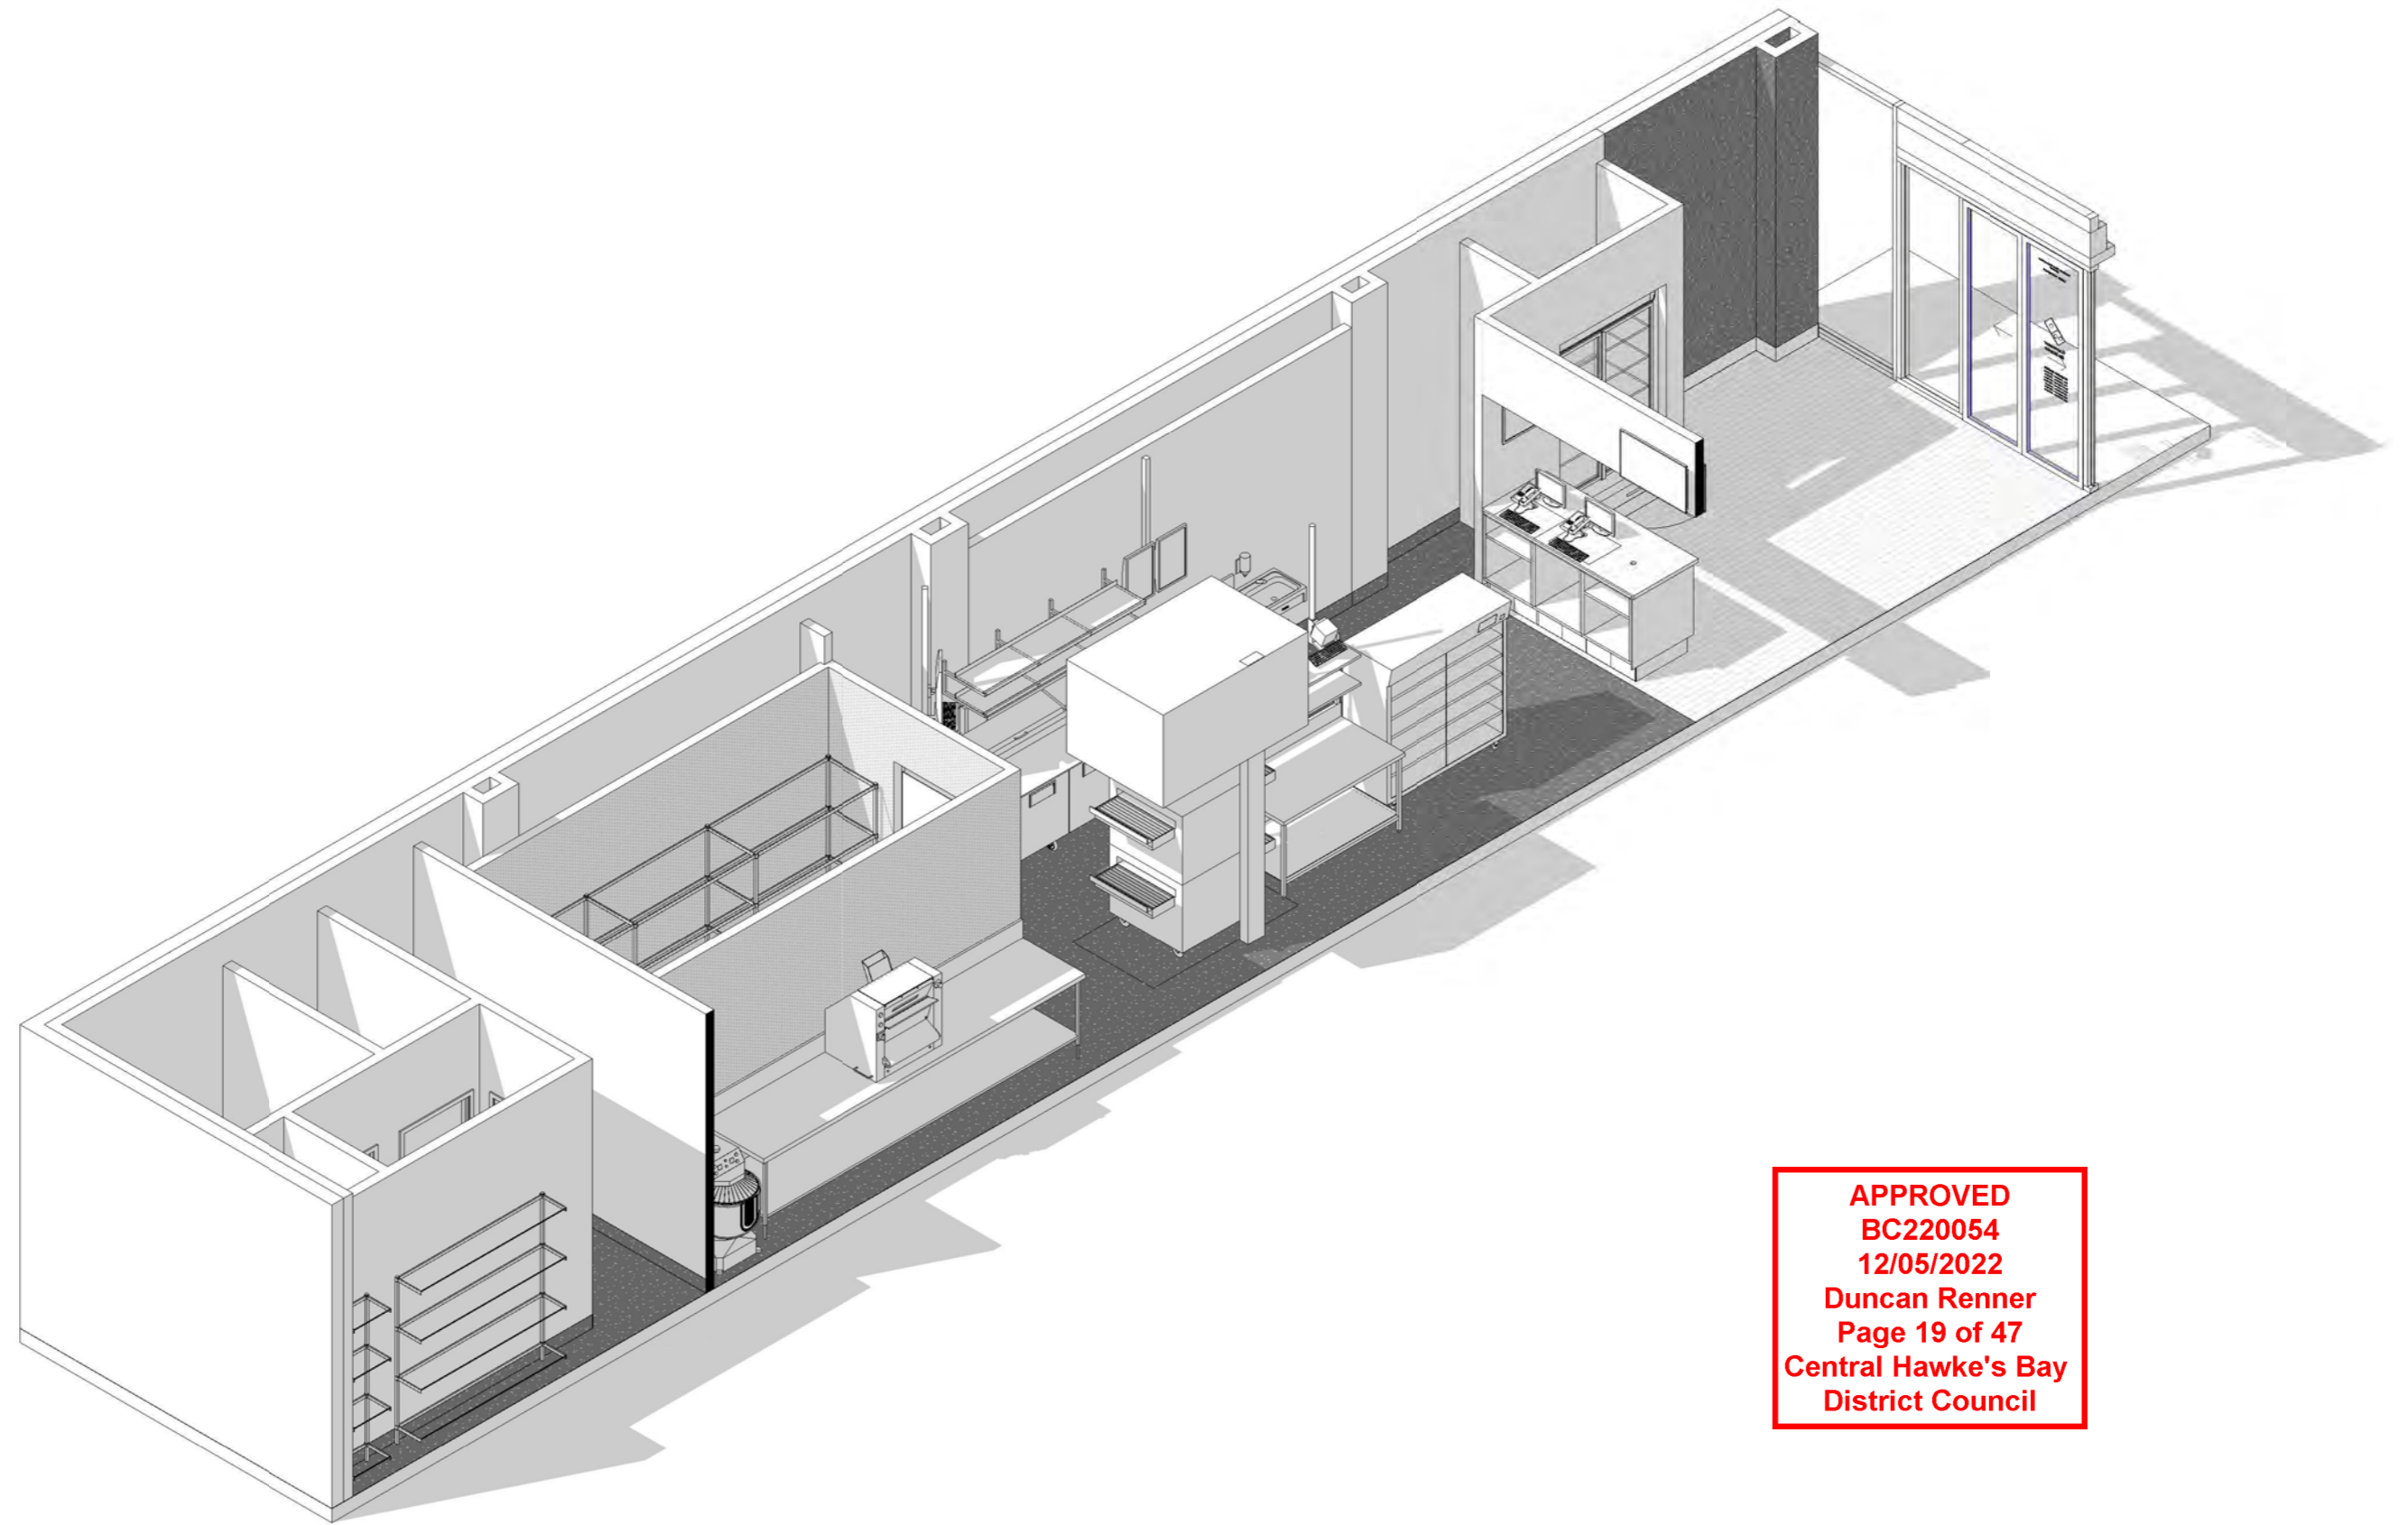 APPROVED
BC220054
12/05/2022
Duncan Renner
Page 19 of 47
Central Hawke's Bay
District Council